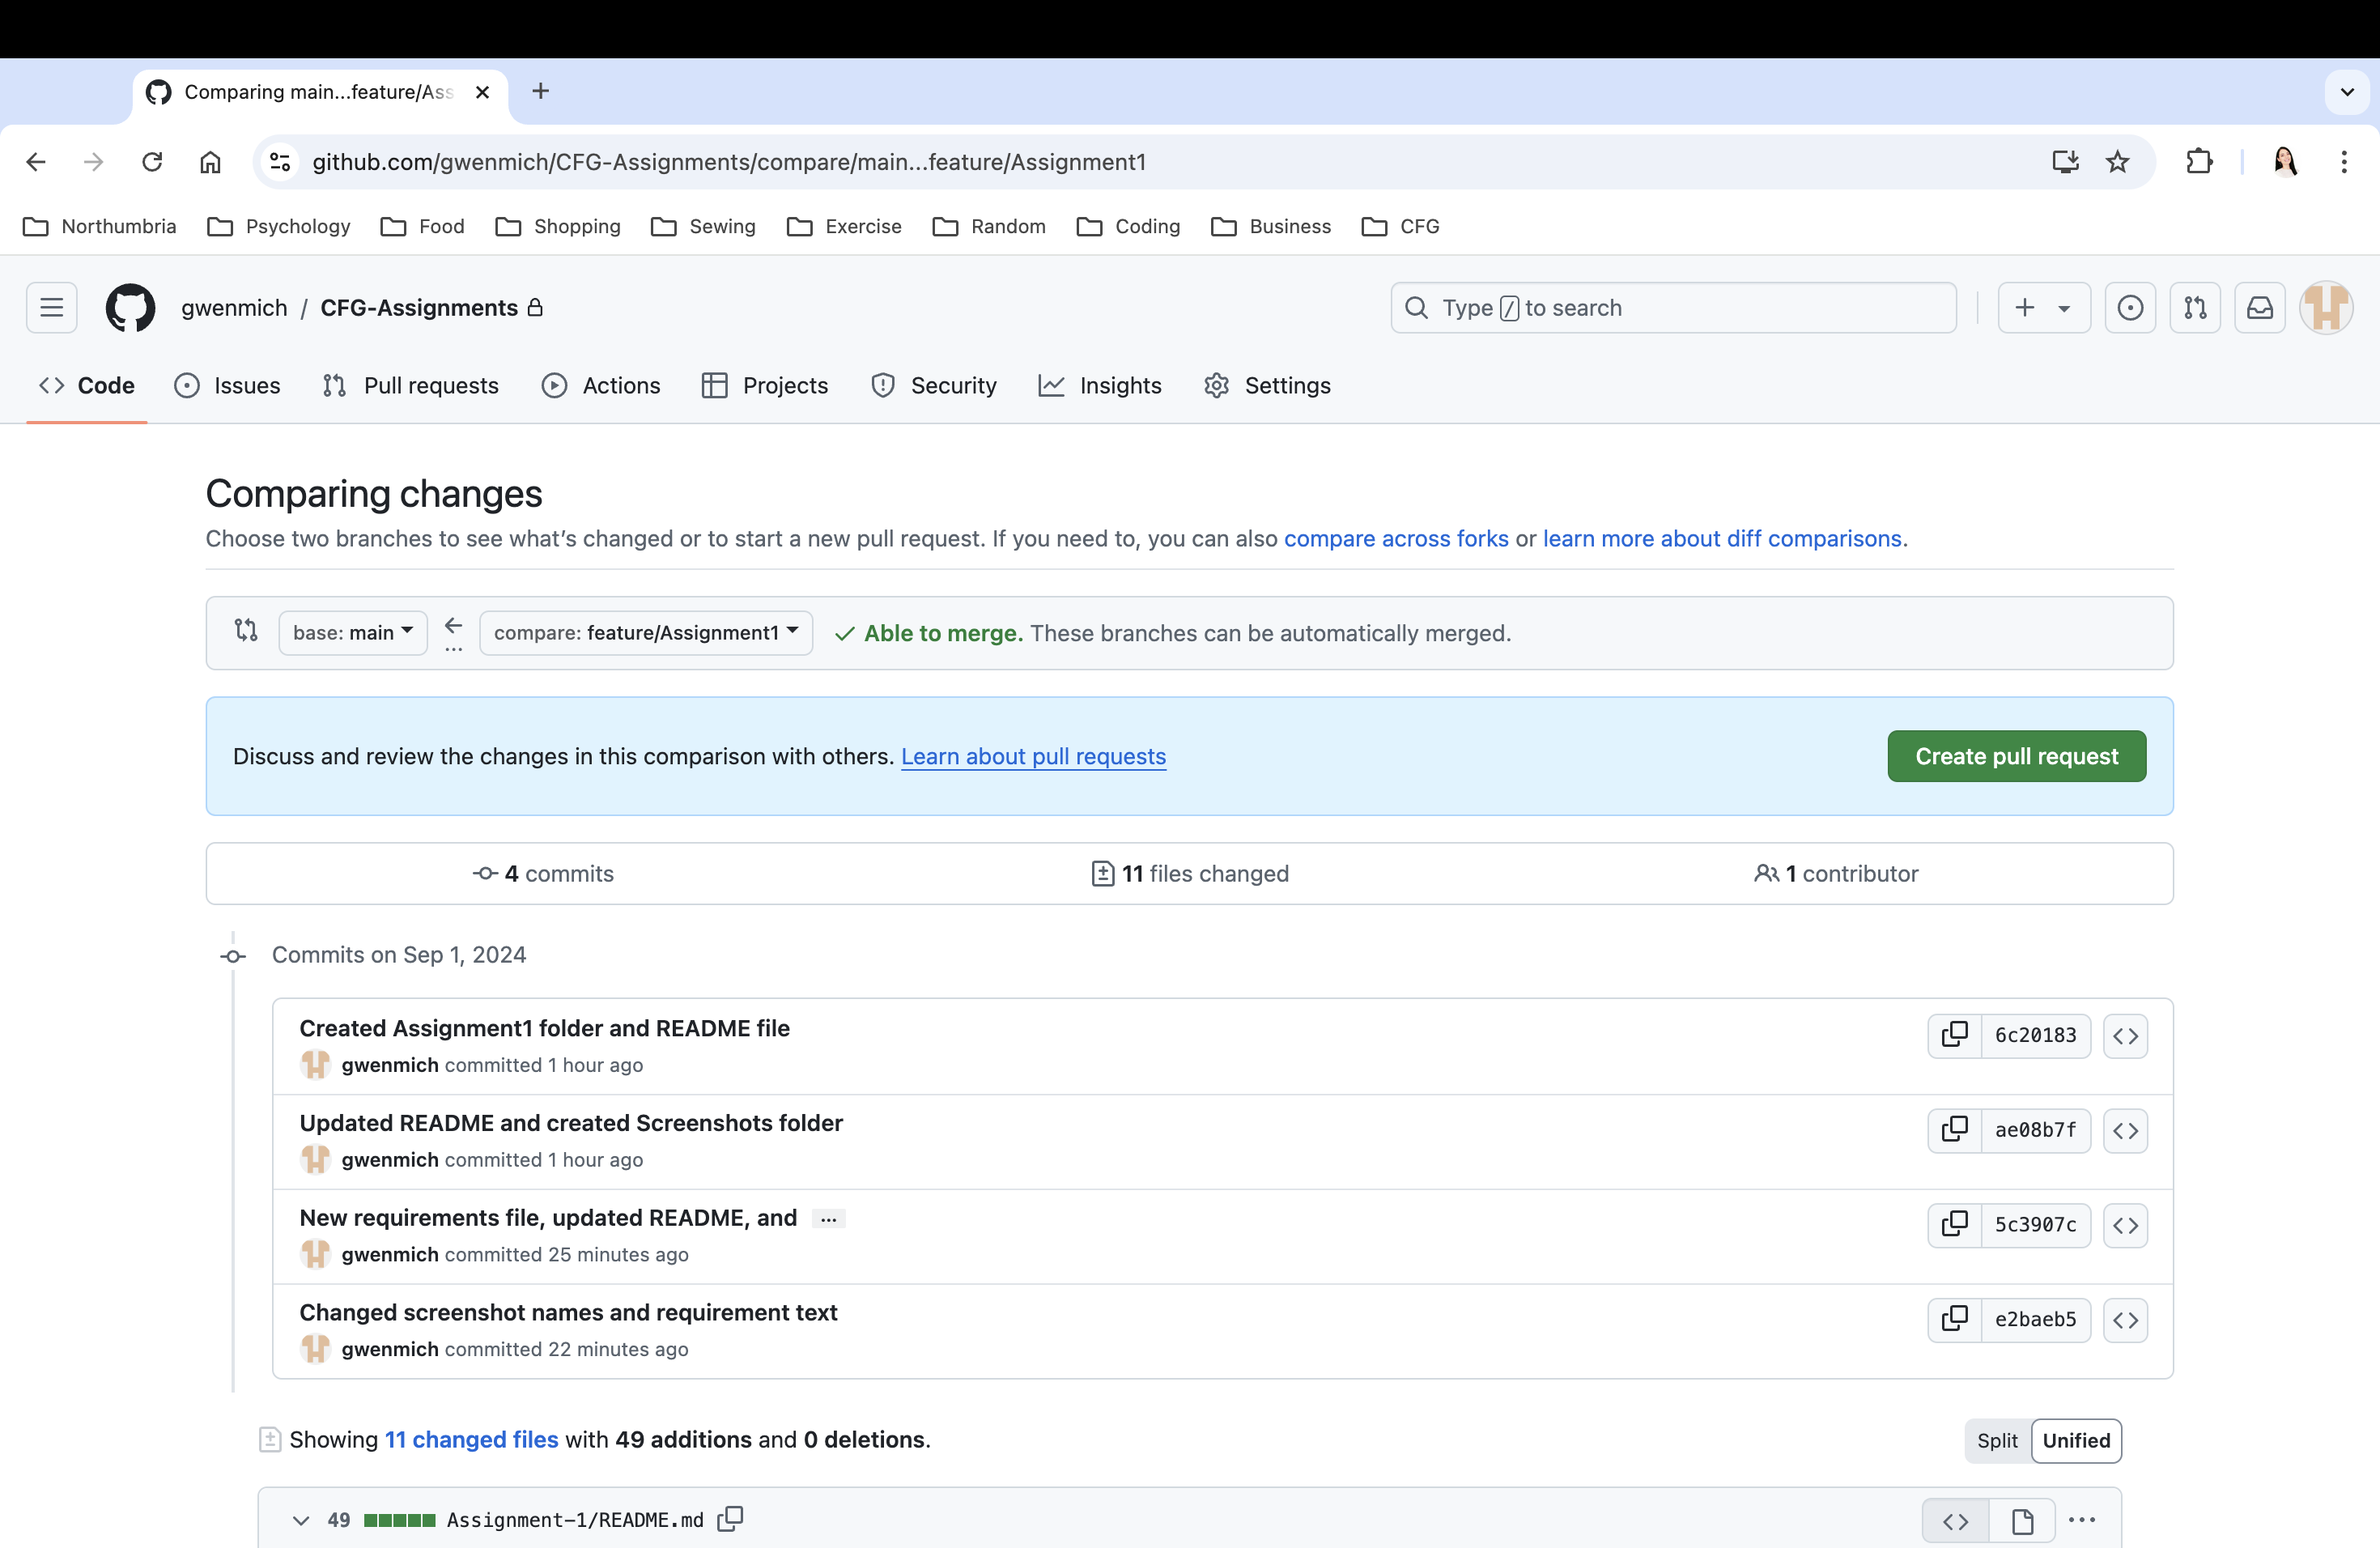 Comparing main...feature/Ass
github.com/gwenmich/CFG-Assignments/compare/main...feature/Assignment1
Northumbria Psychology Food Shopping Sewing Exercise Random Coding Business CFG
gwenmich / CFG-Assignments Type / to search
Code Issues Pull requests Actions Projects Security Insights Settings
Comparing changes
Choose two branches to see what’s changed or to start a new pull request. If you need to, you can also compare across forks or learn more about diff comparisons.
base: main ... compare: feature/Assignment1 Able to merge. These branches can be automatically merged.
Discuss and review the changes in this comparison with others. Learn about pull requests Create pull request
4 commits 11 files changed 1 contributor
Commits on Sep 1, 2024
Created Assignment1 folder and README file
gwenmich committed 1 hour ago 6c20183
Updated README and created Screenshots folder
gwenmich committed 1 hour ago ae08b7f
New requirements file, updated README, and ...
gwenmich committed 25 minutes ago 5c3907c
Changed screenshot names and requirement text
gwenmich committed 22 minutes ago e2baeb5
Showing 11 changed files with 49 additions and 0 deletions. Split Unified
49 Assignment-1/README.md